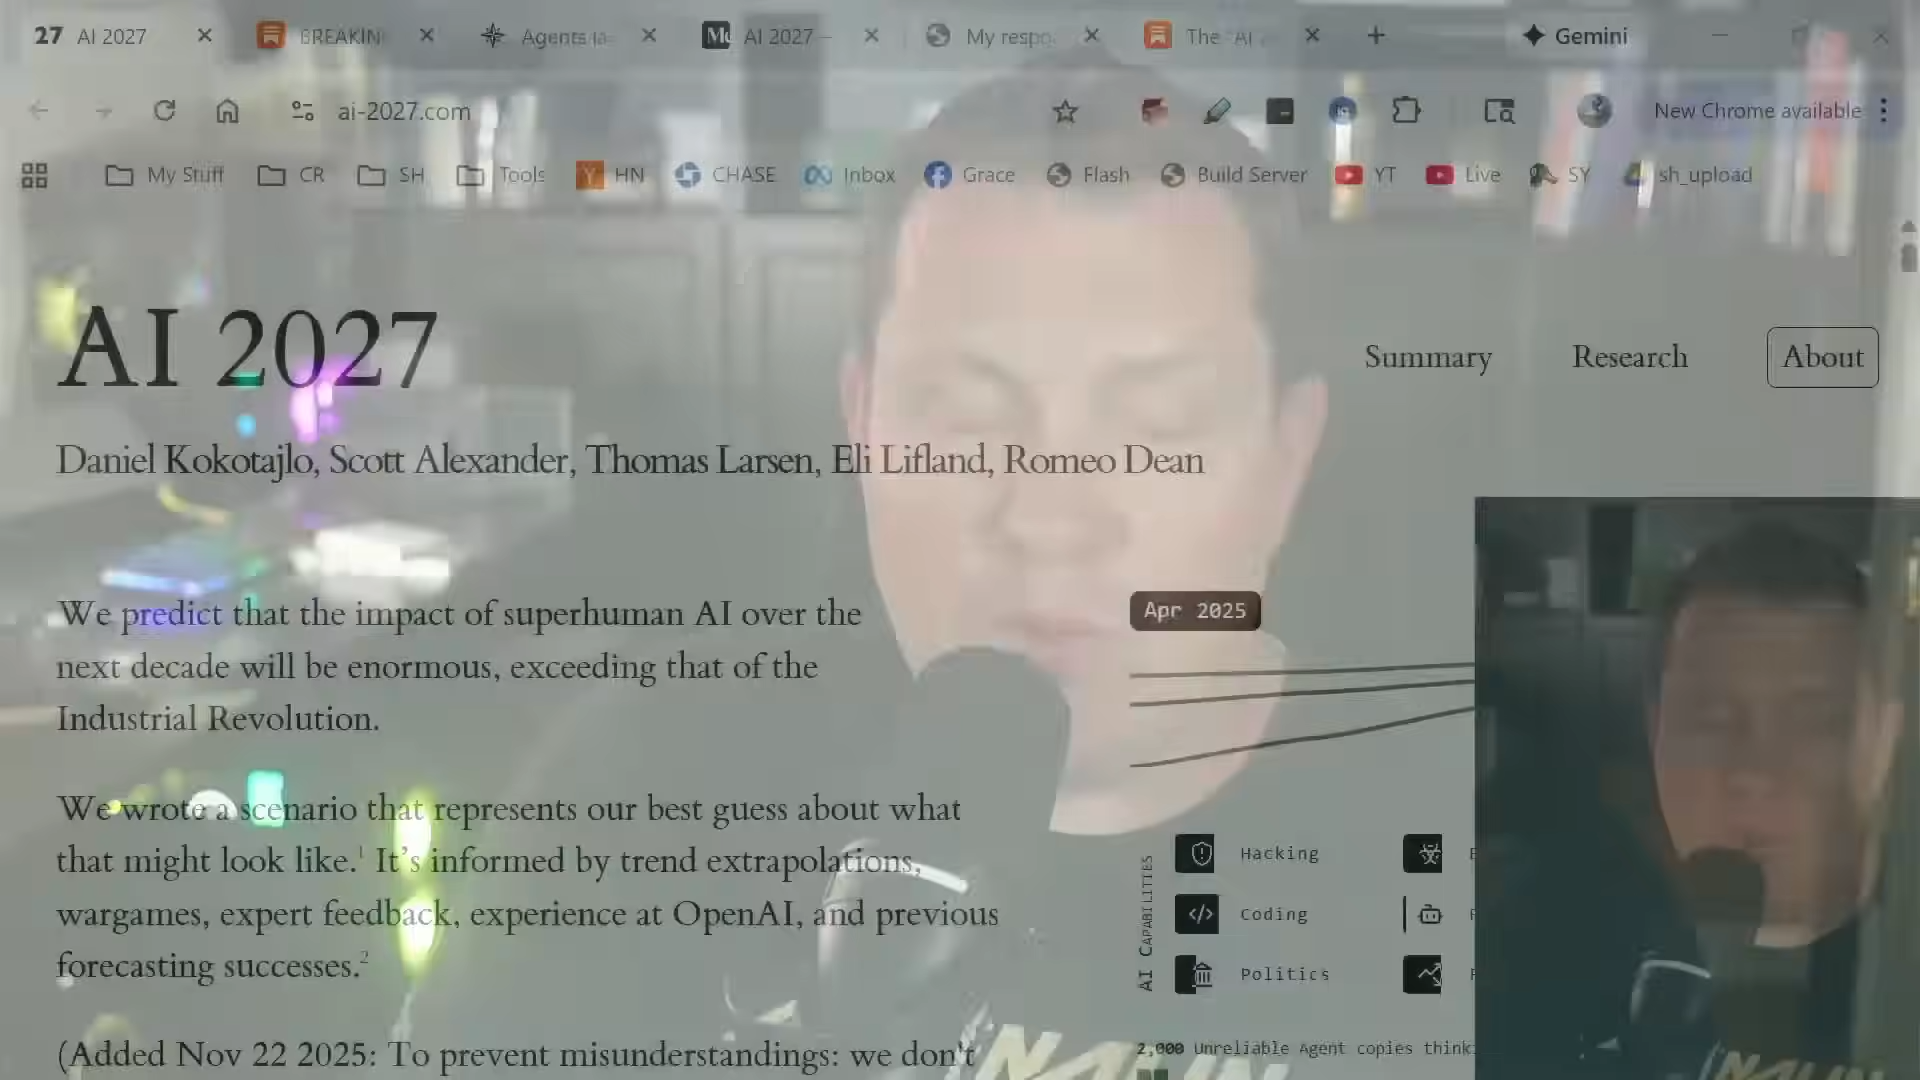 27 AI 2027
BREAKIN
Agents
AI 2027 —
My respo
The "AI 2
Gemini
ai-2027.com
New Chrome available
My Stuff
CR
SH
Tools
HN
CHASE
Inbox
Grace
Flash
Build Server
YT
Live
SY
sh_upload
AI 2027
Summary
Research
About
Daniel Kokotajlo, Scott Alexander, Thomas Larsen, Eli Lifland, Romeo Dean
We predict that the impact of superhuman AI over the
next decade will be enormous, exceeding that of the
Industrial Revolution.
We wrote a scenario that represents our best guess about what
that might look like.1 It's informed by trend extrapolations,
wargames, expert feedback, experience at OpenAI, and previous
forecasting successes.2
(Added Nov 22 2025: To prevent misunderstandings: we don't
Apr 2025
AI CAPABILITIES
Hacking
Coding
Politics
2,000 Unreliable Agent copies think